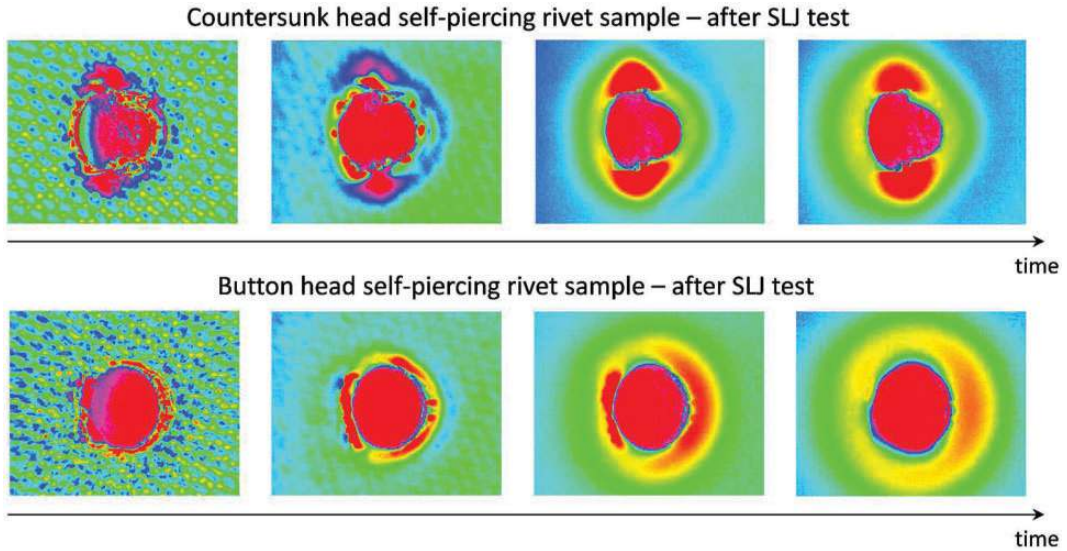 Countersunk head self-piercing rivet sample – after SLJ test
time
Button head self-piercing rivet sample – after SLJ test
time